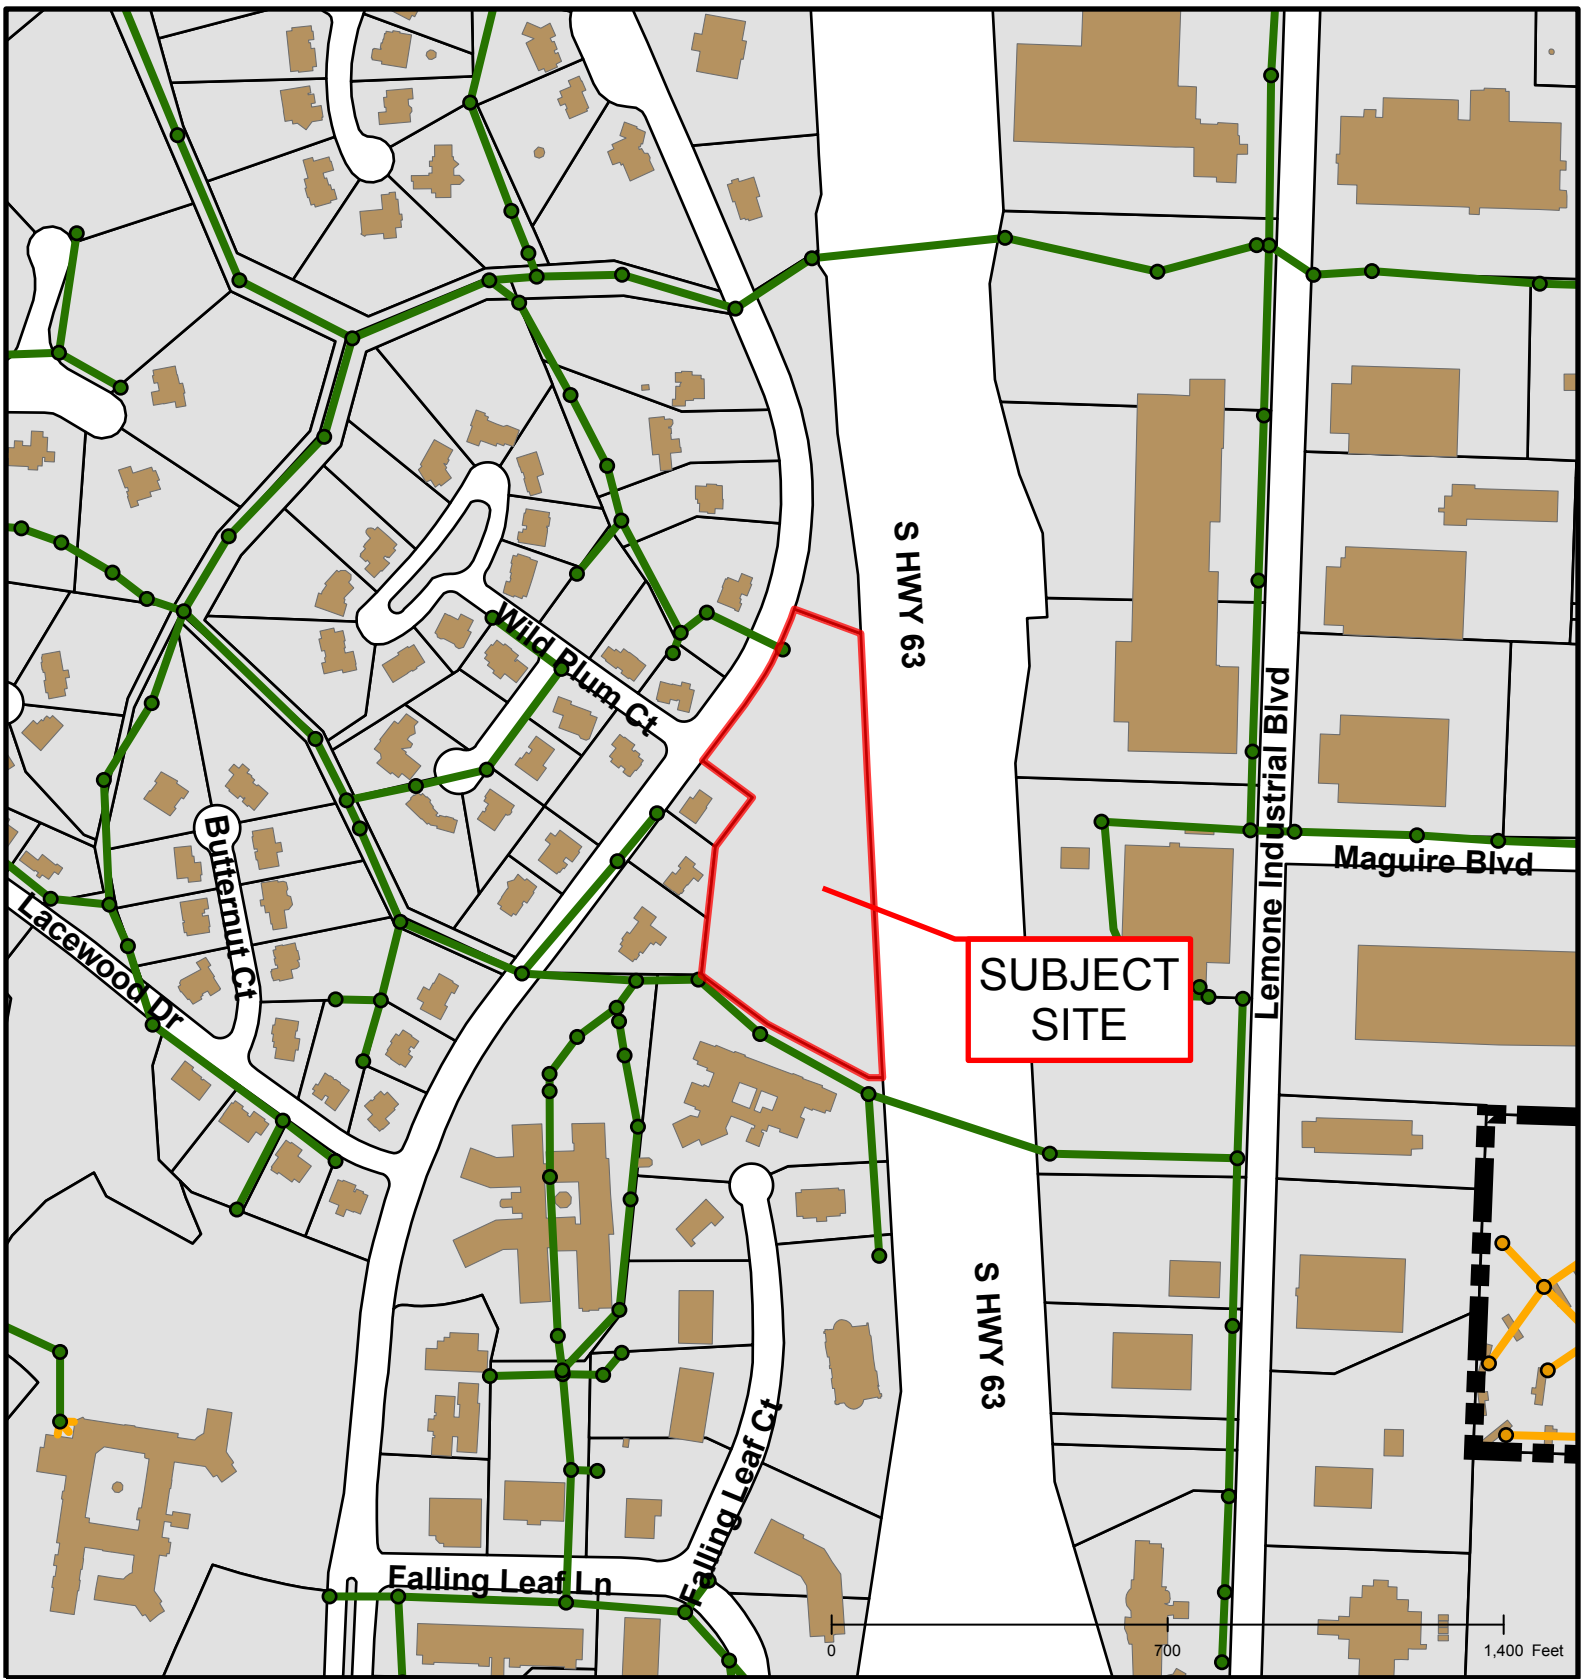 S HWY 63
Wild Plum Ct
Lemone Industrial Blvd
Butternut Ct
Maguire Blvd
Lacewood Dr
SUBJECT
SITE
S HWY 63
Falling Leaf Ct
Falling Leaf Ln
0 700 1,400 Feet